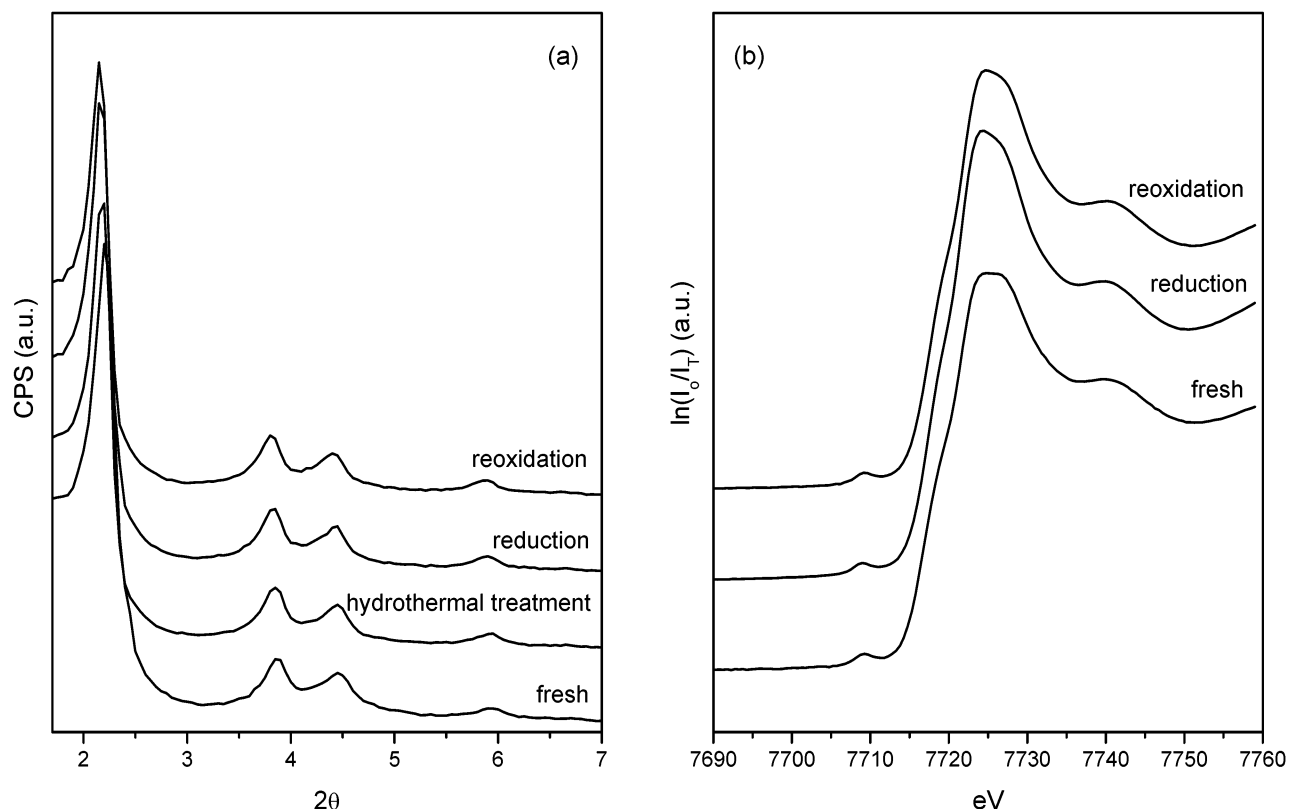 (a)
CPS (a.u.)
reoxidation
reduction
hydrothermal treatment
fresh
2 3 4 5 6 7
2θ
(b)
ln(Io/IT) (a.u.)
reoxidation
reduction
fresh
7690 7700 7710 7720 7730 7740 7750 7760
eV